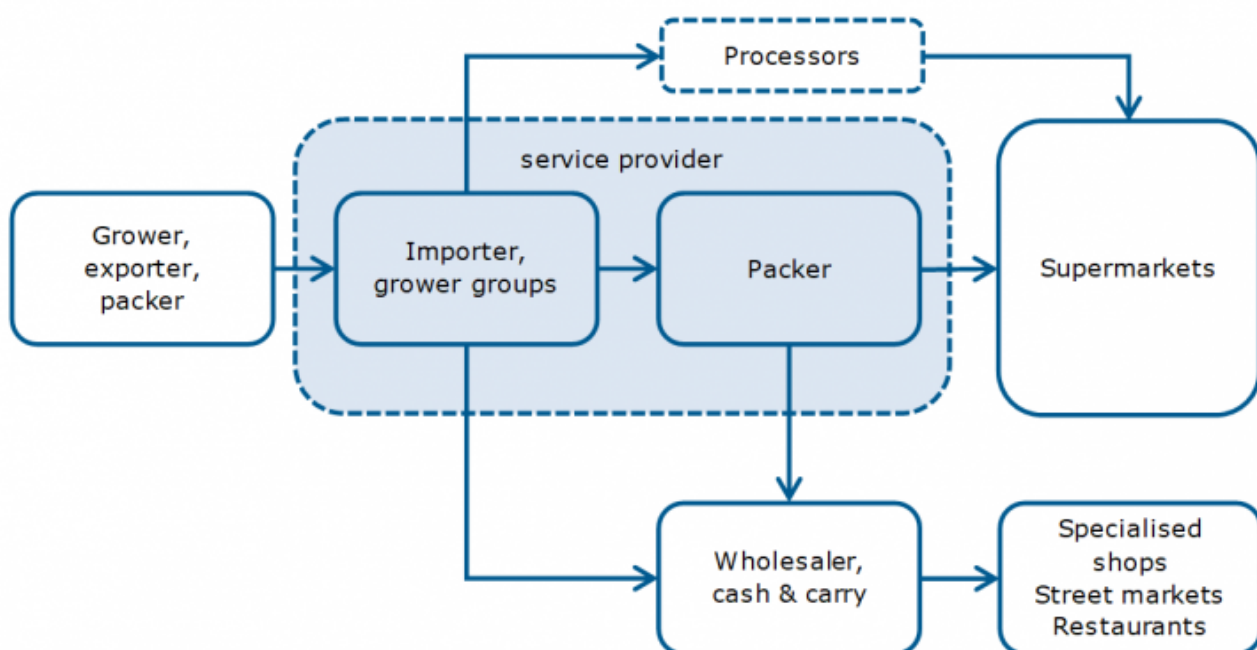 Processors
service provider
Grower,
exporter,
packer
Importer,
grower groups
Packer
Supermarkets
Wholesaler,
cash & carry
Specialised
shops
Street markets
Restaurants